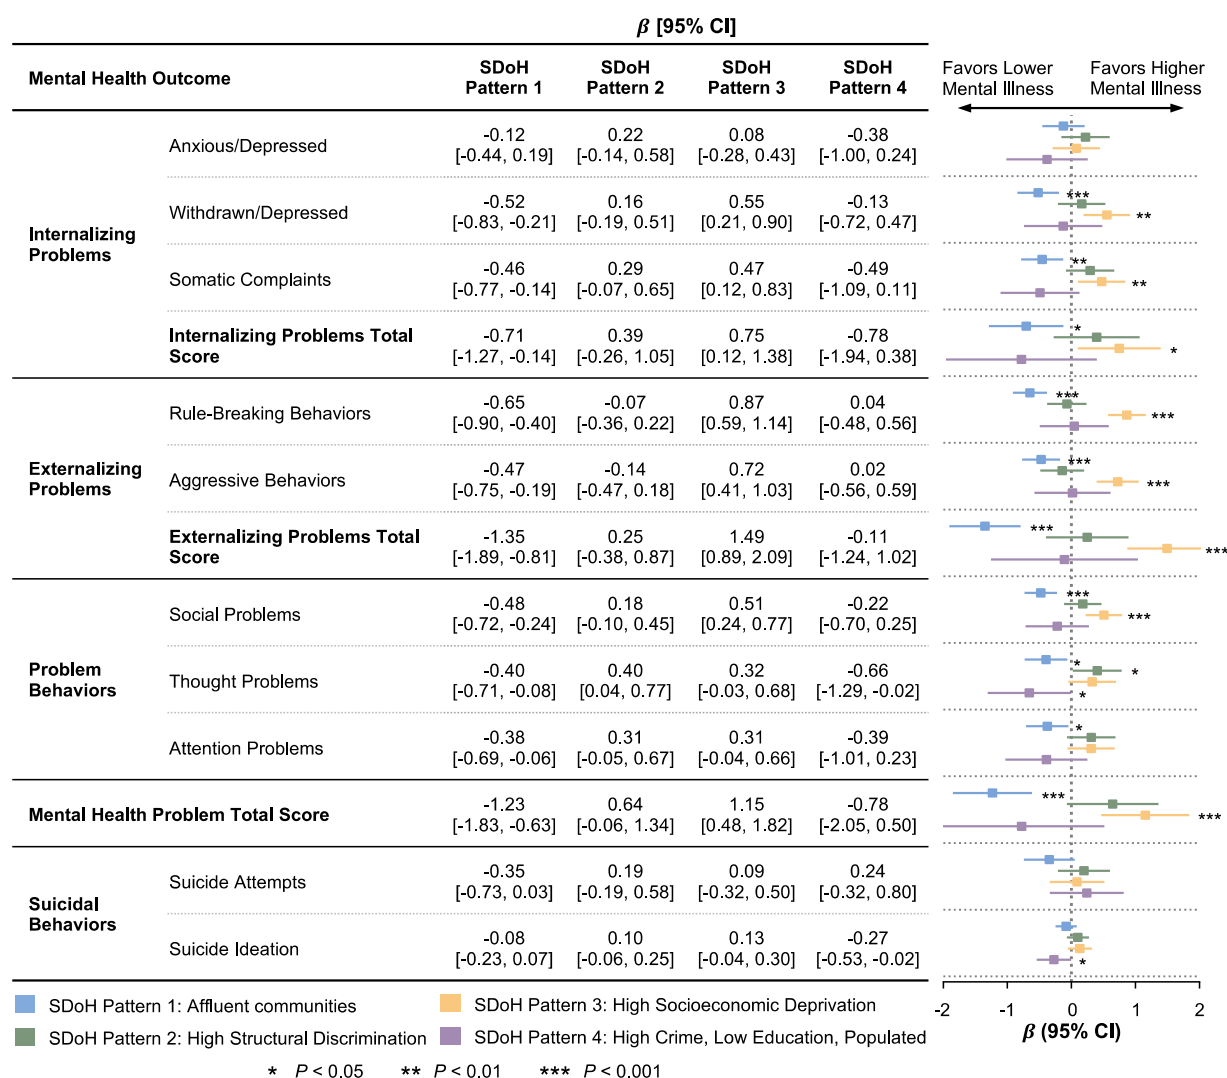 β [95% CI]
Mental Health Outcome
SDoH Pattern 1
SDoH Pattern 2
SDoH Pattern 3
SDoH Pattern 4
Favors Lower Mental Illness
Favors Higher Mental Illness
Internalizing Problems
Anxious/Depressed
-0.12 0.22 0.08 -0.38
[-0.44, 0.19] [-0.14, 0.58] [-0.28, 0.43] [-1.00, 0.24]
Withdrawn/Depressed
-0.52 0.16 0.55 -0.13
[-0.83, -0.21] [-0.19, 0.51] [0.21, 0.90] [-0.72, 0.47]
***
**
Somatic Complaints
-0.46 0.29 0.47 -0.49
[-0.77, -0.14] [-0.07, 0.65] [0.12, 0.83] [-1.09, 0.11]
**
**
Internalizing Problems Total Score
-0.71 0.39 0.75 -0.78
[-1.27, -0.14] [-0.26, 1.05] [0.12, 1.38] [-1.94, 0.38]
*
*
Externalizing Problems
Rule-Breaking Behaviors
-0.65 -0.07 0.87 0.04
[-0.90, -0.40] [-0.36, 0.22] [0.59, 1.14] [-0.48, 0.56]
***
***
Aggressive Behaviors
-0.47 -0.14 0.72 0.02
[-0.75, -0.19] [-0.47, 0.18] [0.41, 1.03] [-0.56, 0.59]
***
***
Externalizing Problems Total Score
-1.35 0.25 1.49 -0.11
[-1.89, -0.81] [-0.38, 0.87] [0.89, 2.09] [-1.24, 1.02]
***
***
Problem Behaviors
Social Problems
-0.48 0.18 0.51 -0.22
[-0.72, -0.24] [-0.10, 0.45] [0.24, 0.77] [-0.70, 0.25]
***
***
Thought Problems
-0.40 0.40 0.32 -0.66
[-0.71, -0.08] [0.04, 0.77] [-0.03, 0.68] [-1.29, -0.02]
*
*
*
Attention Problems
-0.38 0.31 0.31 -0.39
[-0.69, -0.06] [-0.05, 0.67] [-0.04, 0.66] [-1.01, 0.23]
*
Mental Health Problem Total Score
-1.23 0.64 1.15 -0.78
[-1.83, -0.63] [-0.06, 1.34] [0.48, 1.82] [-2.05, 0.50]
***
***
Suicidal Behaviors
Suicide Attempts
-0.35 0.19 0.09 0.24
[-0.73, 0.03] [-0.19, 0.58] [-0.32, 0.50] [-0.32, 0.80]
Suicide Ideation
-0.08 0.10 0.13 -0.27
[-0.23, 0.07] [-0.06, 0.25] [-0.04, 0.30] [-0.53, -0.02]
*
-2 -1 0 1 2
β (95% CI)
SDoH Pattern 1: Affluent communities
SDoH Pattern 3: High Socioeconomic Deprivation
SDoH Pattern 2: High Structural Discrimination
SDoH Pattern 4: High Crime, Low Education, Populated
* P < 0.05 ** P < 0.01 *** P < 0.001